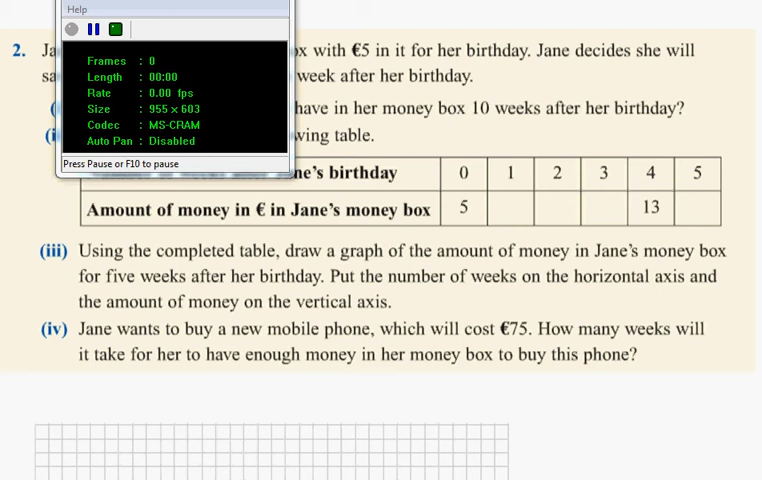 Help
Frames : 0
Length : 00:00
Rate : 0.00 fps
Size : 955 x 603
Codec : MS-CRAM
Auto Pan : Disabled
Press Pause or F10 to pause
2. Ja
x with €5 in it for her birthday. Jane decides she will
sa
week after her birthday.
have in her money box 10 weeks after her birthday?
wing table.
ne's birthday 0 1 2 3 4 5
Amount of money in € in Jane's money box 5 13
(iii) Using the completed table, draw a graph of the amount of money in Jane's money box
for five weeks after her birthday. Put the number of weeks on the horizontal axis and
the amount of money on the vertical axis.
(iv) Jane wants to buy a new mobile phone, which will cost €75. How many weeks will
it take for her to have enough money in her money box to buy this phone?